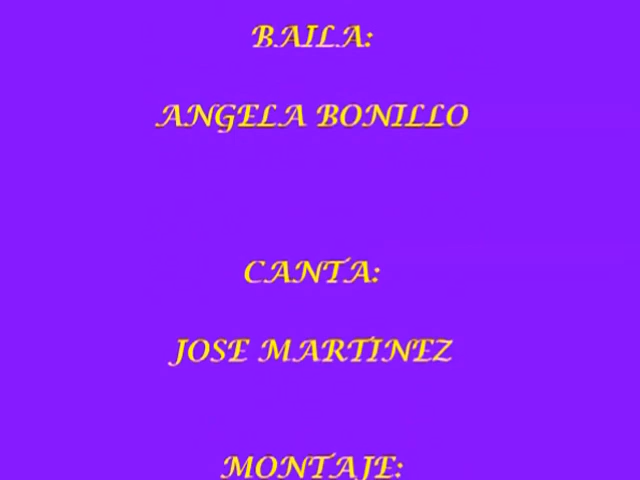 BAILA:
ANGELA BONILLO
CANTA:
JOSE MARTINEZ
MONTAJE: